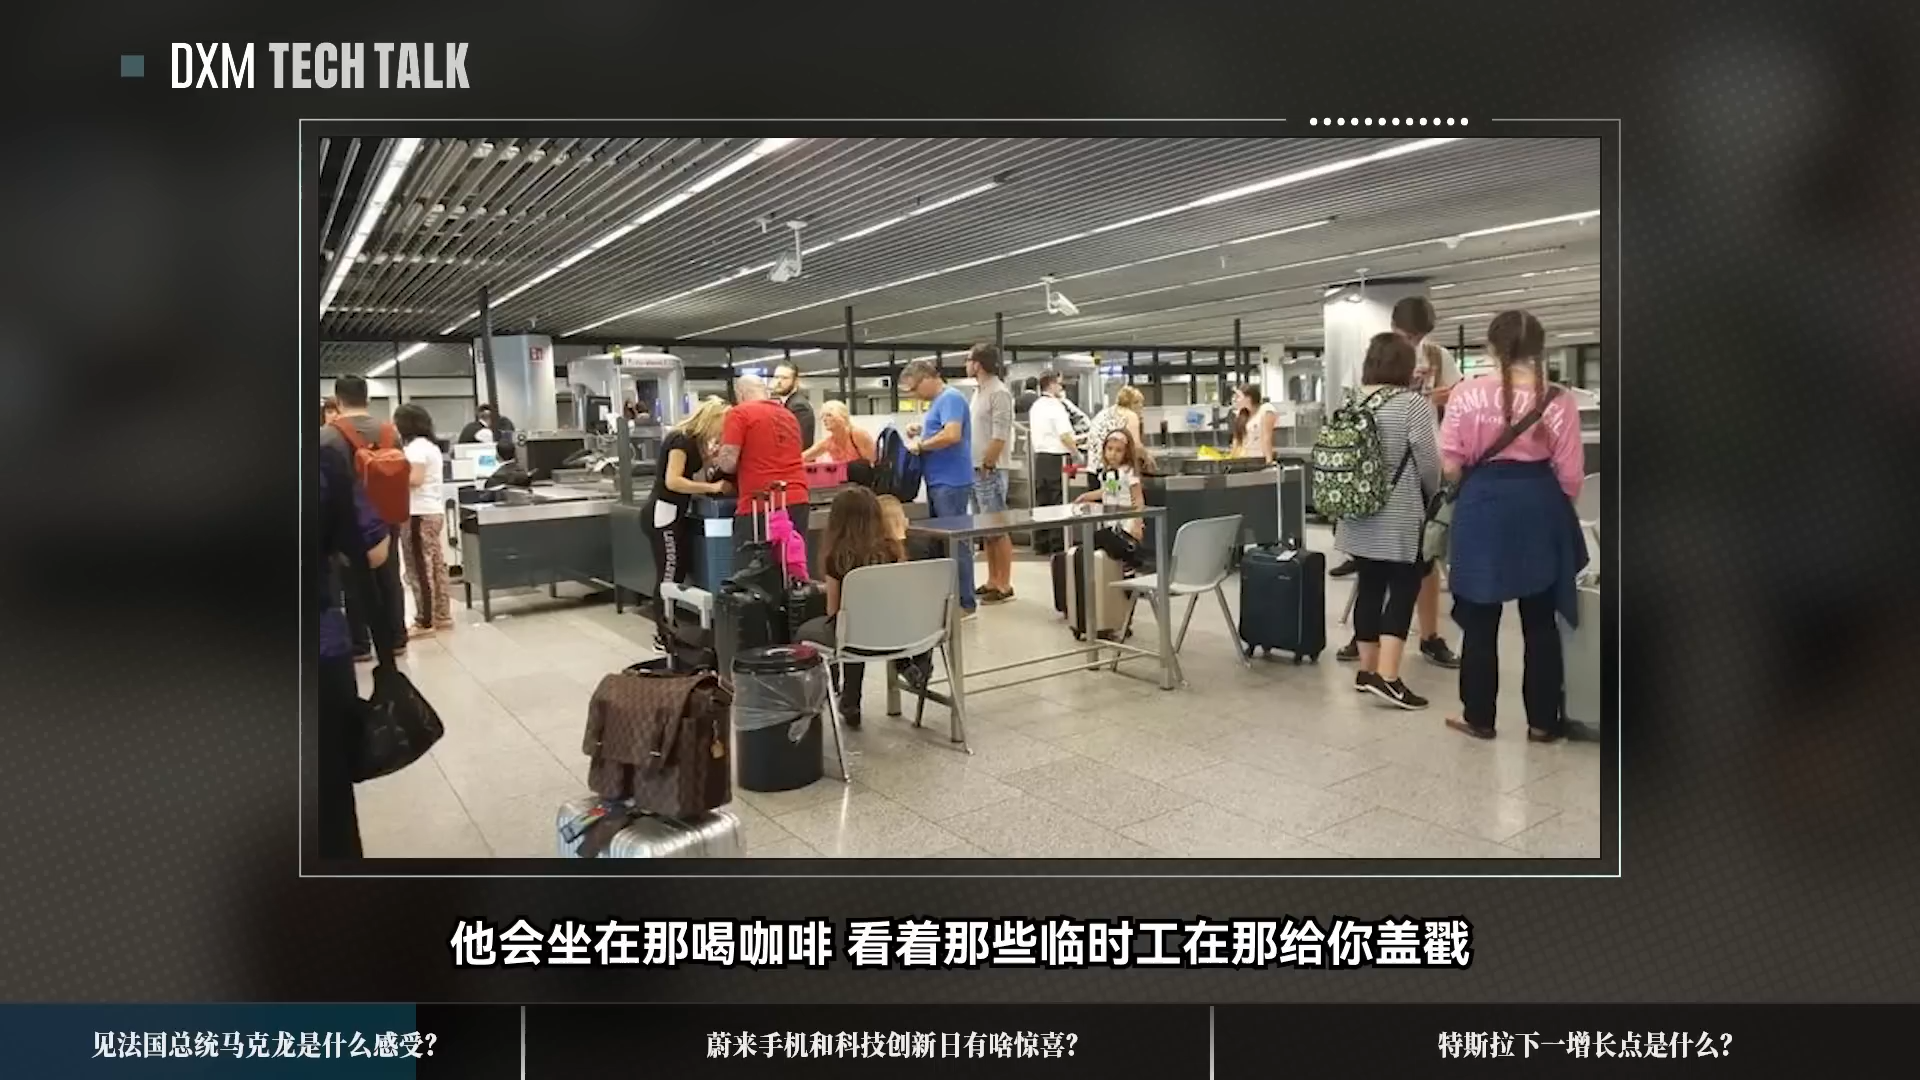 DXM TECH TALK
他会坐在那喝咖啡 看着那些临时工在那给你盖戳
见法国总统马克龙是什么感受?
蔚来手机和科技创新日有啥惊喜?
特斯拉下一增长点是什么?